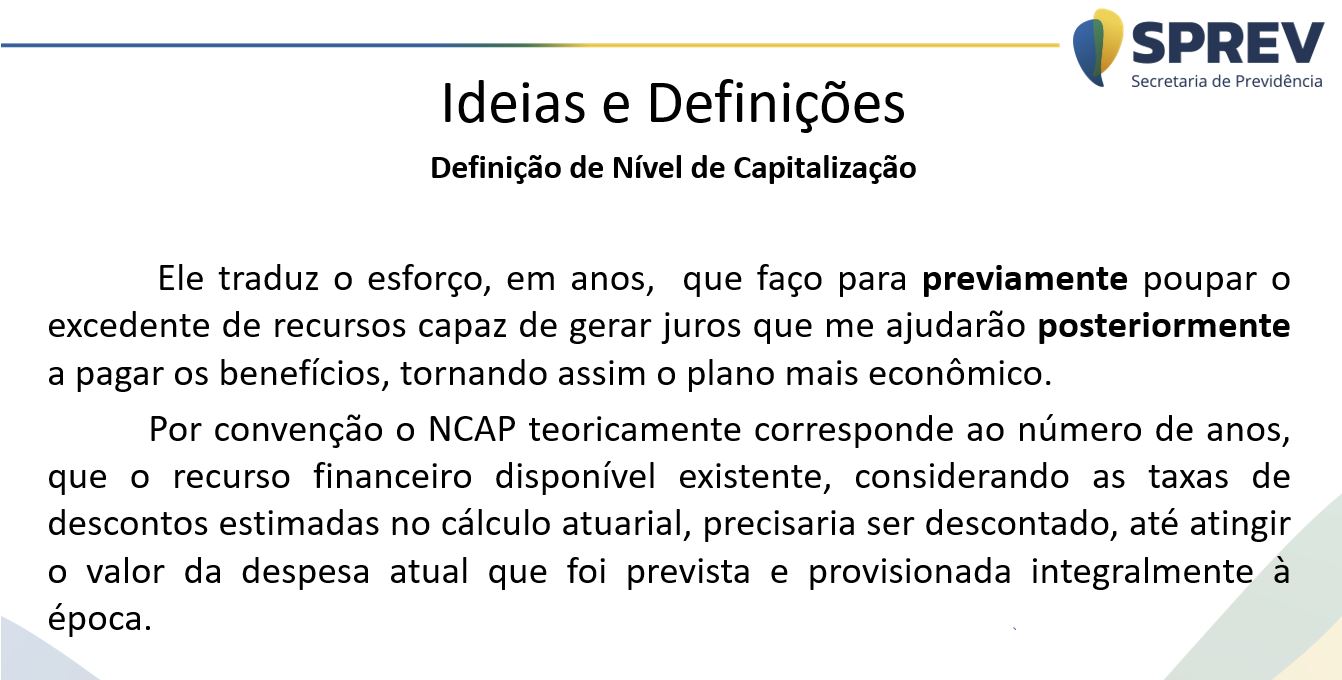 SPREV
Secretaria de Previdência
Ideias e Definições
Definição de Nível de Capitalização
Ele traduz o esforço, em anos, que faço para previamente poupar o
excedente de recursos capaz de gerar juros que me ajudarão posteriormente
a pagar os benefícios, tornando assim o plano mais econômico.
Por convenção o NCAP teoricamente corresponde ao número de anos,
que o recurso financeiro disponível existente, considerando as taxas de
descontos estimadas no cálculo atuarial, precisaria ser descontado, até atingir
o valor da despesa atual que foi prevista e provisionada integralmente à
época.